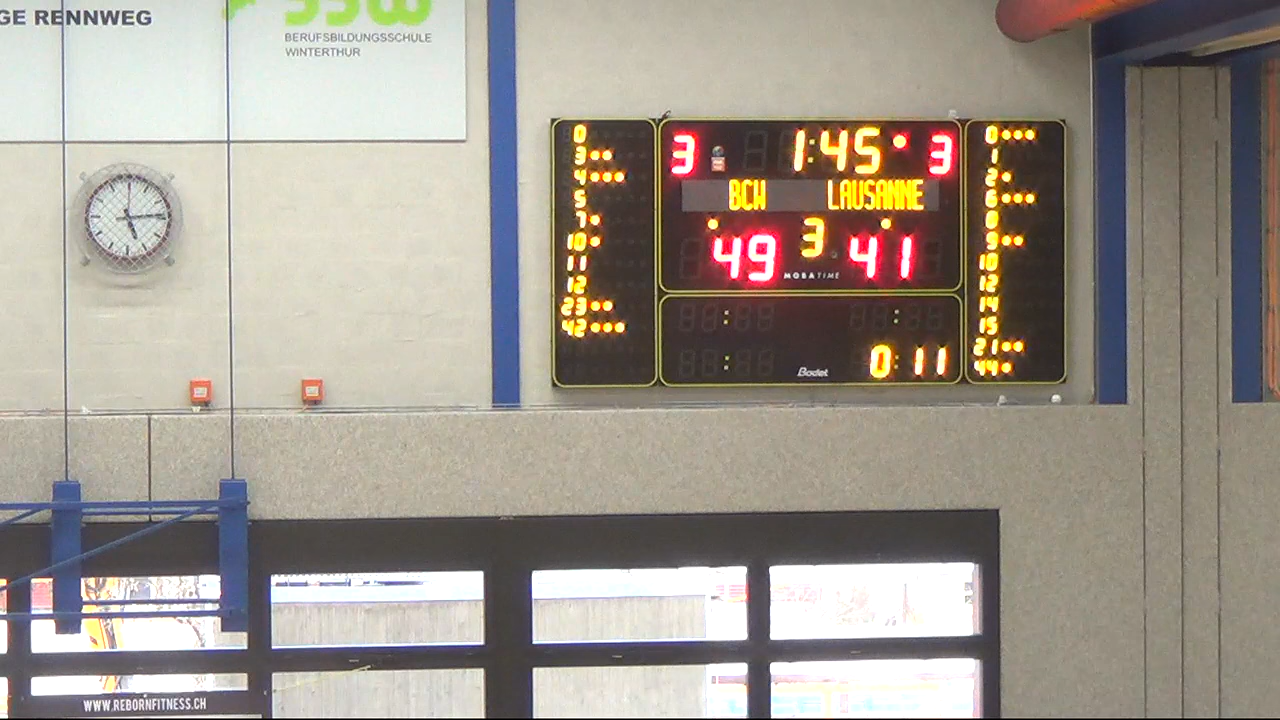 GE RENNWEG
BERUFSBILDUNGSSCHULE
WINTERTHUR
3 1:45 3
BCW LAUSANNE
49 3 41
MOBATIME
0:11
Bodet
0
3
4
5
7
10
11
12
23
42
0
1
2
6
8
9
10
12
14
15
21
44
WWW.REBORNFITNESS.CH